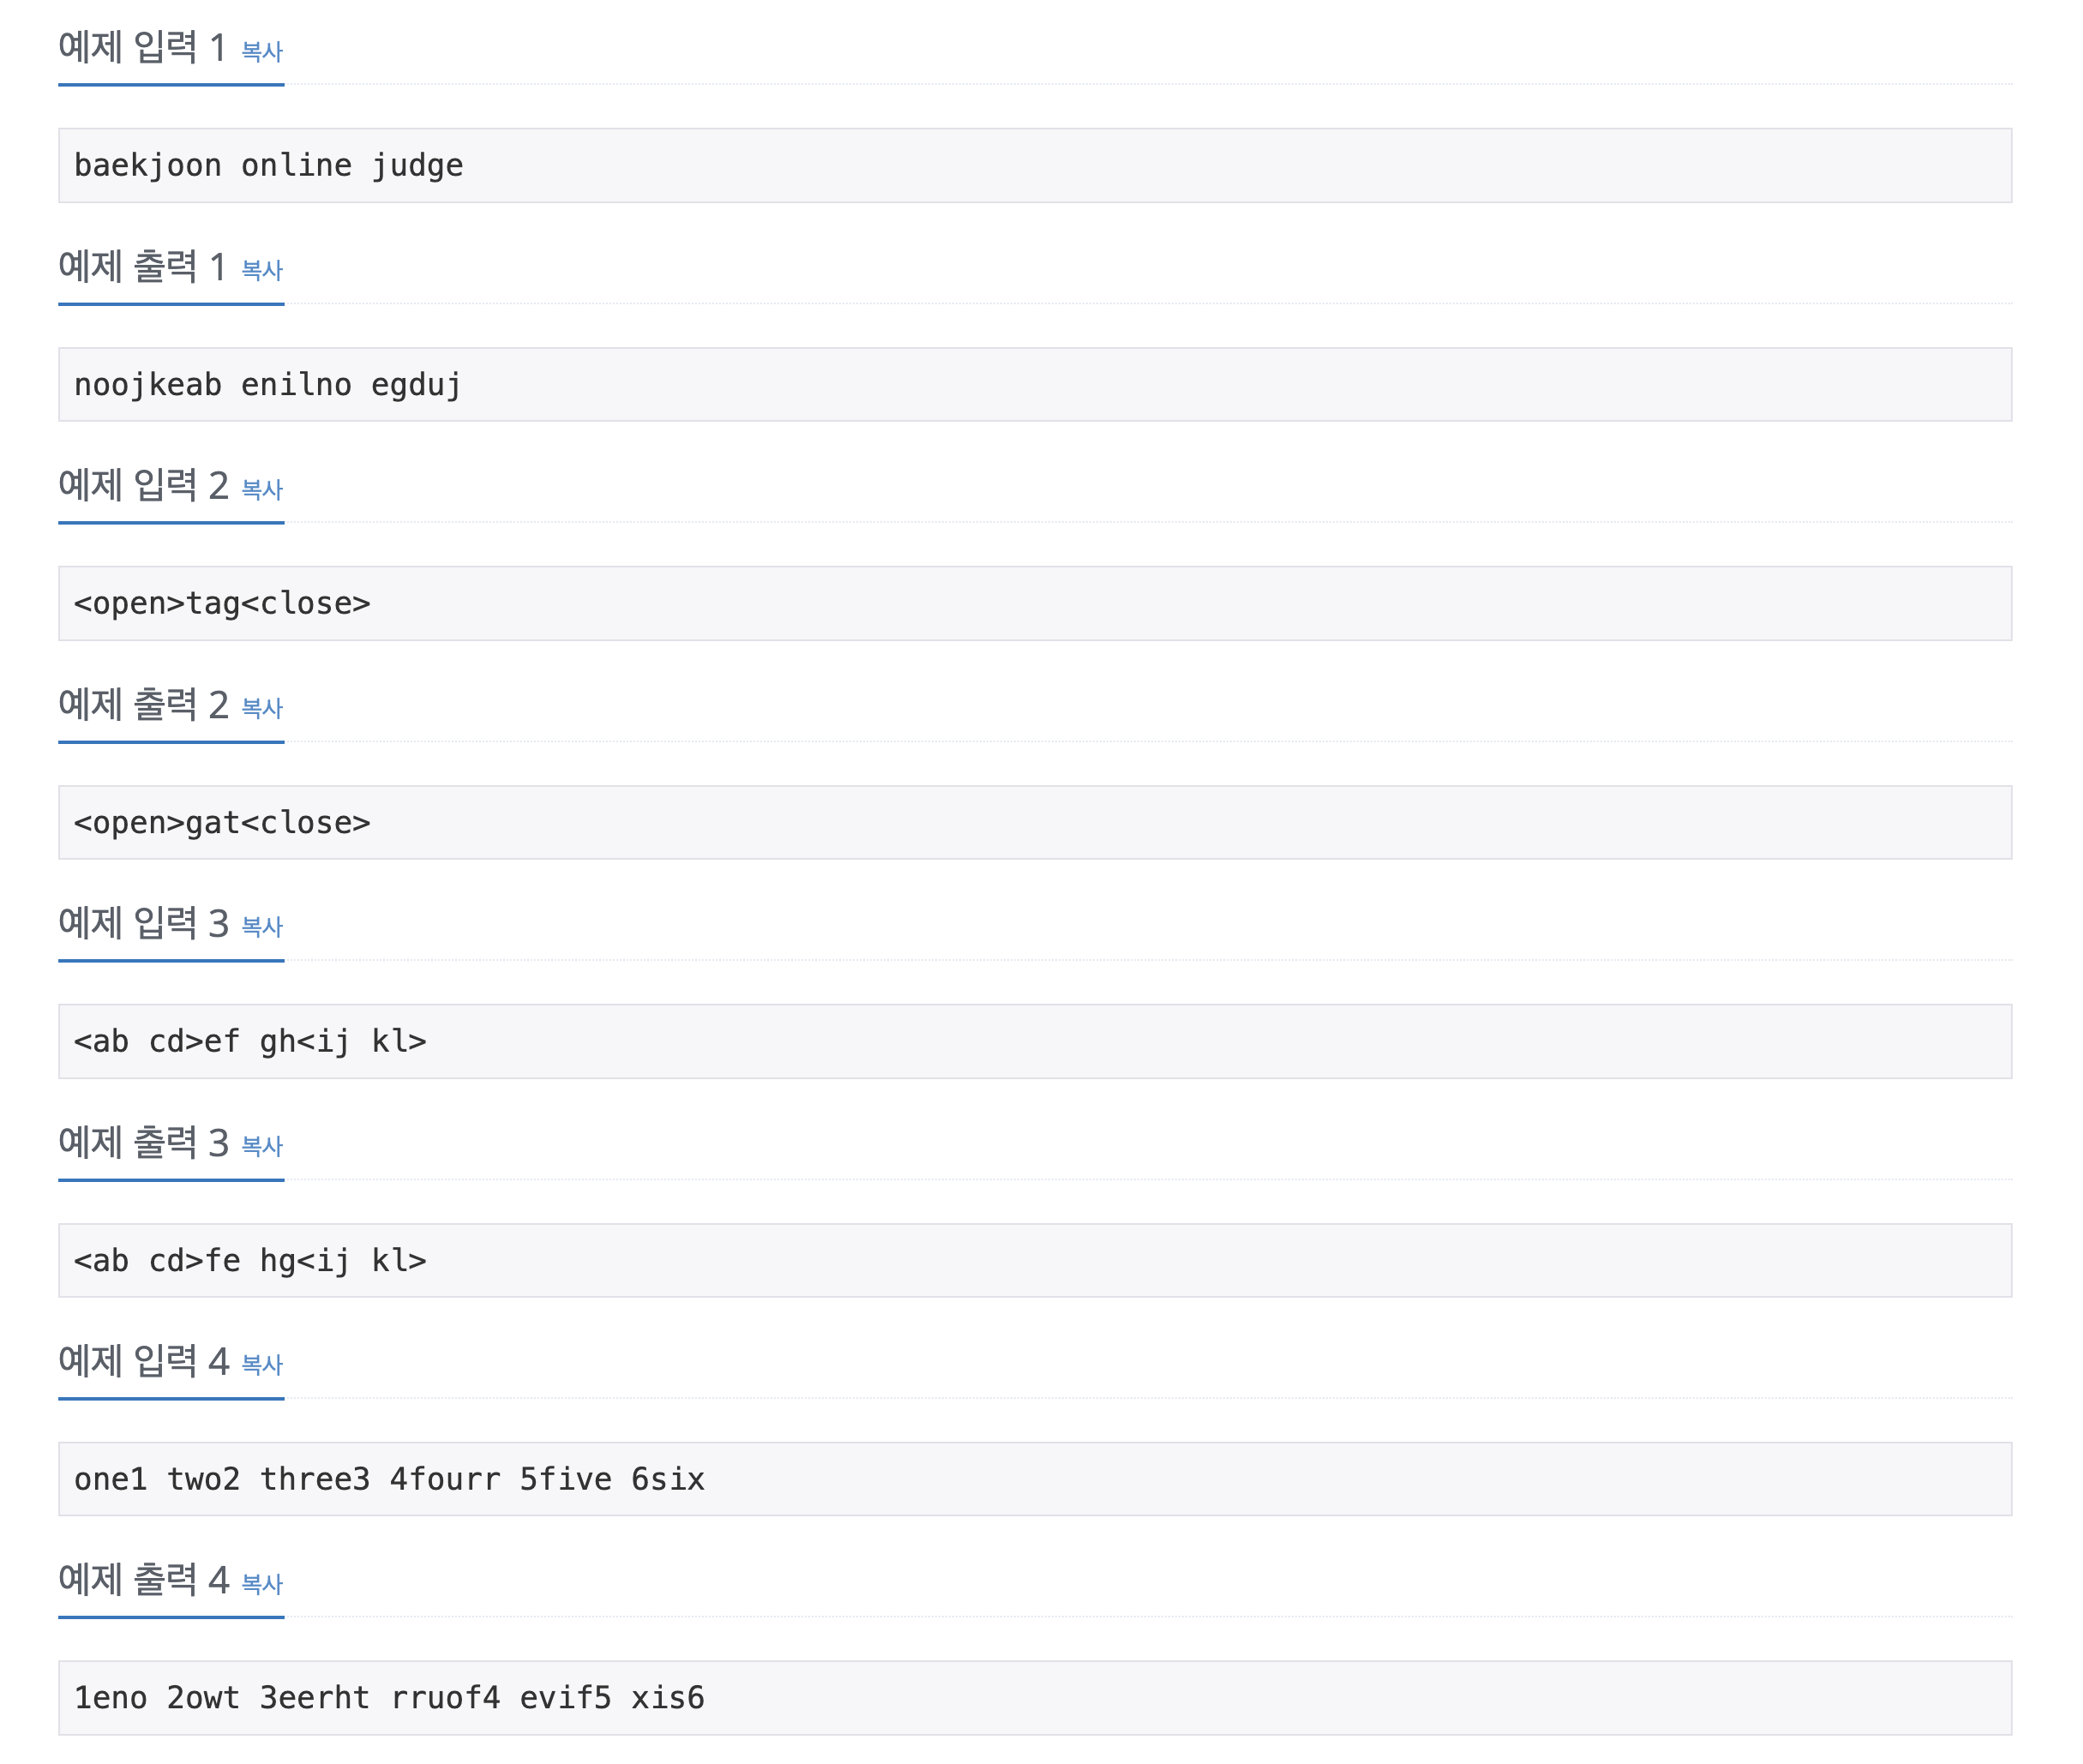 예제 입력 1 복사
baekjoon online judge
예제 출력 1 복사
noojkeab enilno egduj
예제 입력 2 복사
<open>tag<close>
예제 출력 2 복사
<open>gat<close>
예제 입력 3 복사
<ab cd>ef gh<ij kl>
예제 출력 3 복사
<ab cd>fe hg<ij kl>
예제 입력 4 복사
one1 two2 three3 4fourr 5five 6six
예제 출력 4 복사
1eno 2owt 3eerht rruof4 evif5 xis6